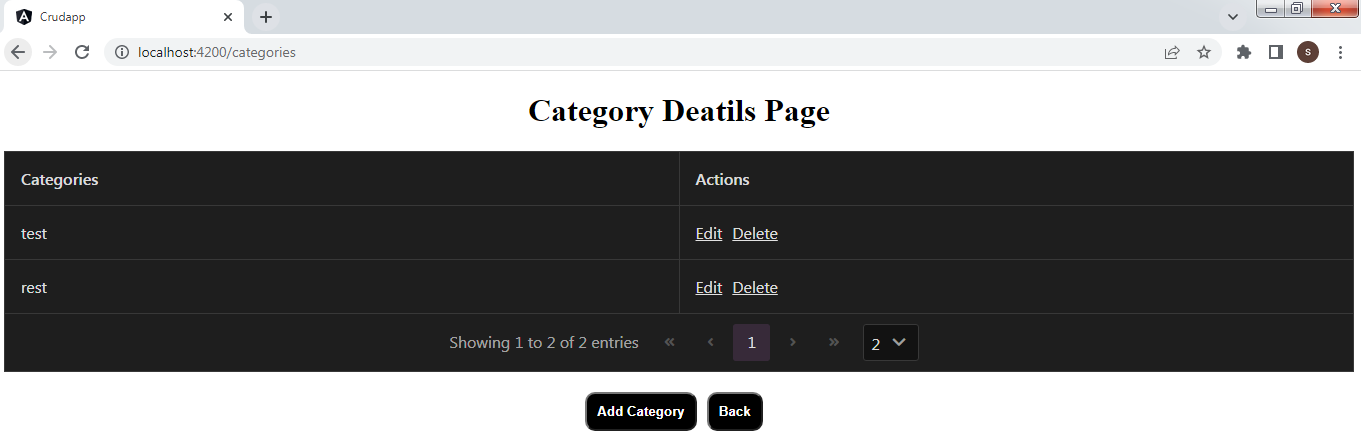 Crudapp
localhost:4200/categories
S
Category Deatils Page
Categories Actions
test Edit Delete
rest Edit Delete
Showing 1 to 2 of 2 entries « ‹ 1 › » 2
Add Category Back